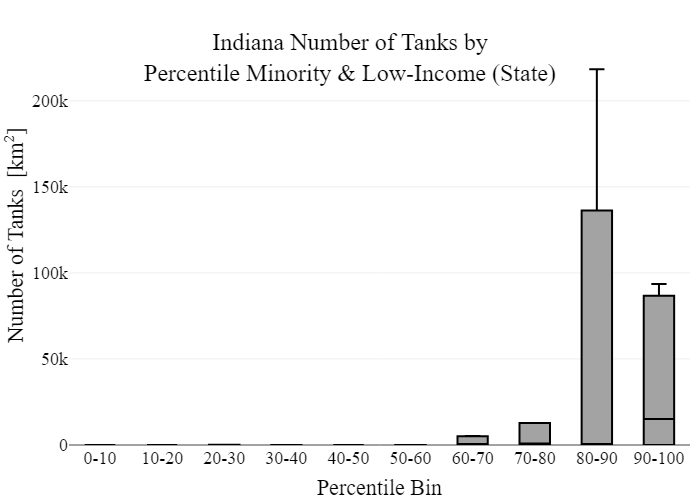 Indiana Number of Tanks by
Percentile Minority & Low-Income (State)
Number of Tanks [km²]
200k
150k
100k
50k
0
0-10 10-20 20-30 30-40 40-50 50-60 60-70 70-80 80-90 90-100
Percentile Bin